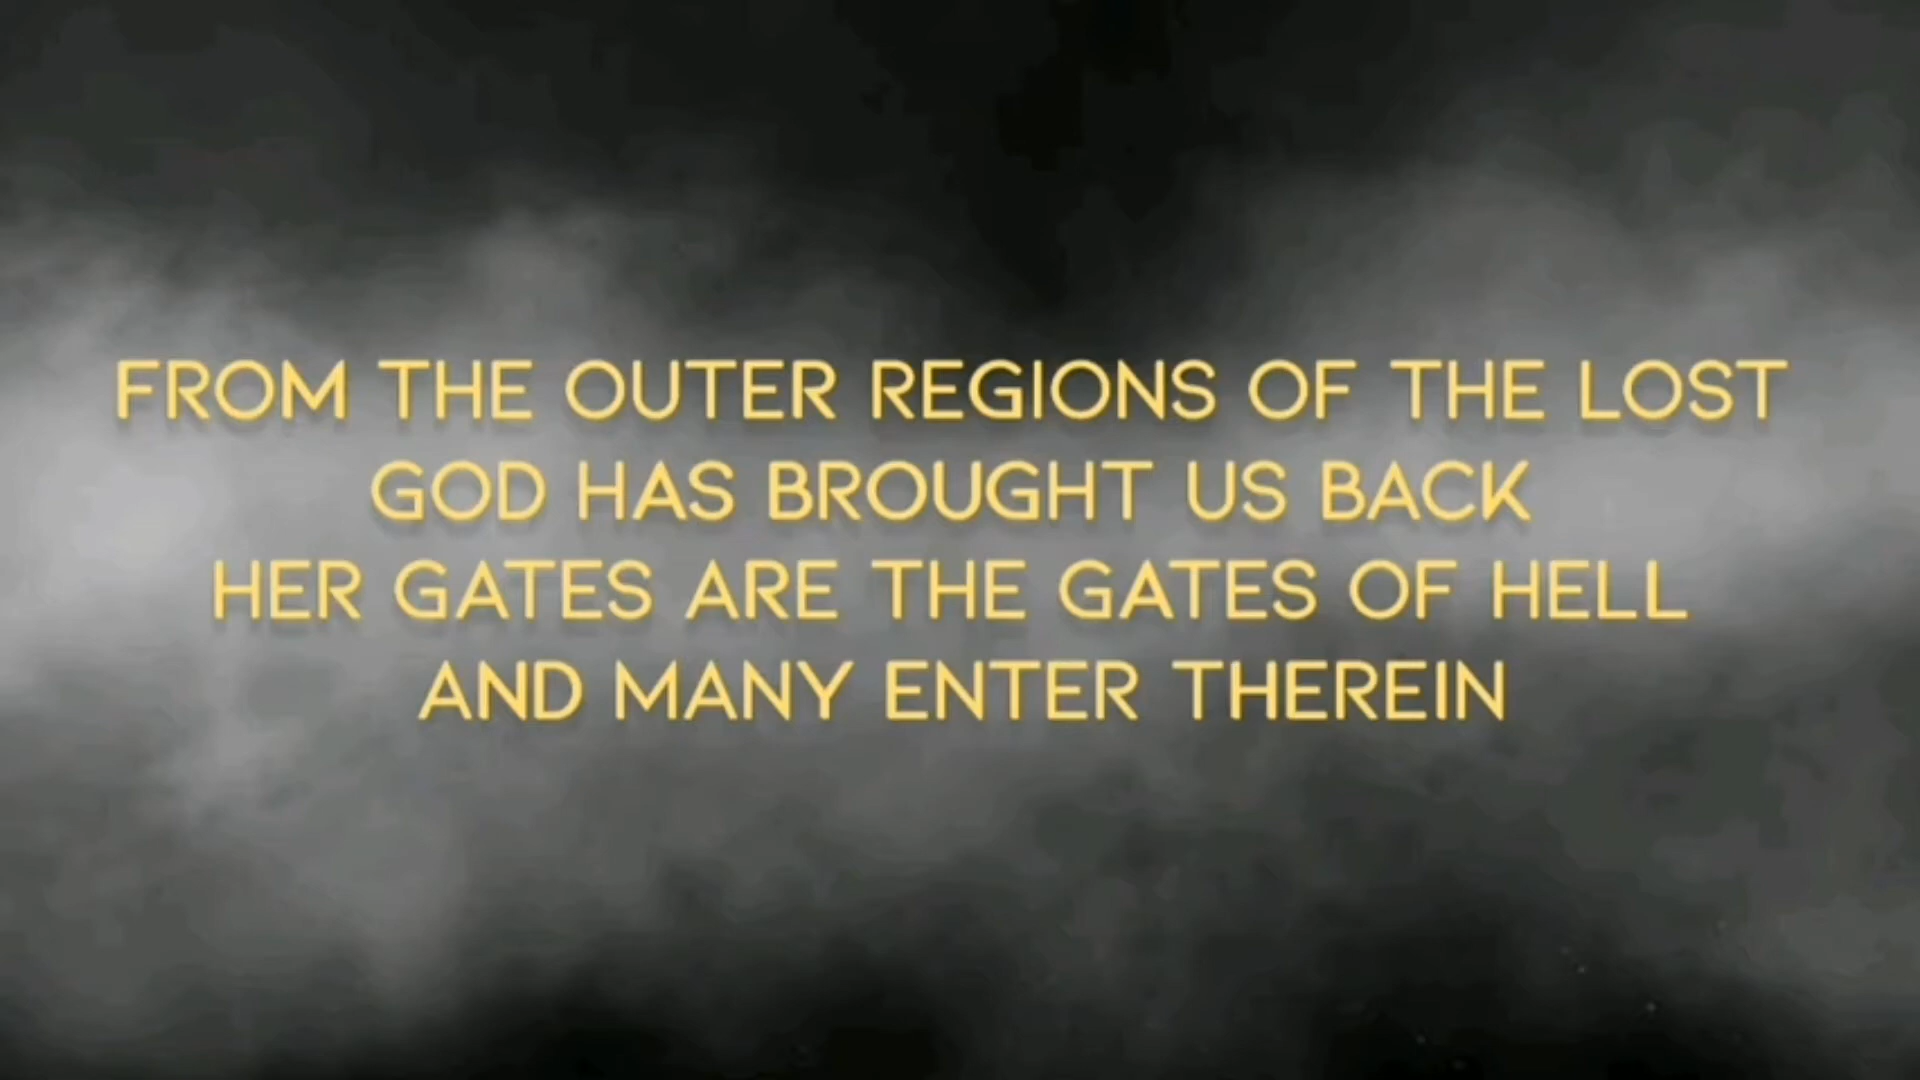 FROM THE OUTER REGIONS OF THE LOST
GOD HAS BROUGHT US BACK
HER GATES ARE THE GATES OF HELL
AND MANY ENTER THEREIN